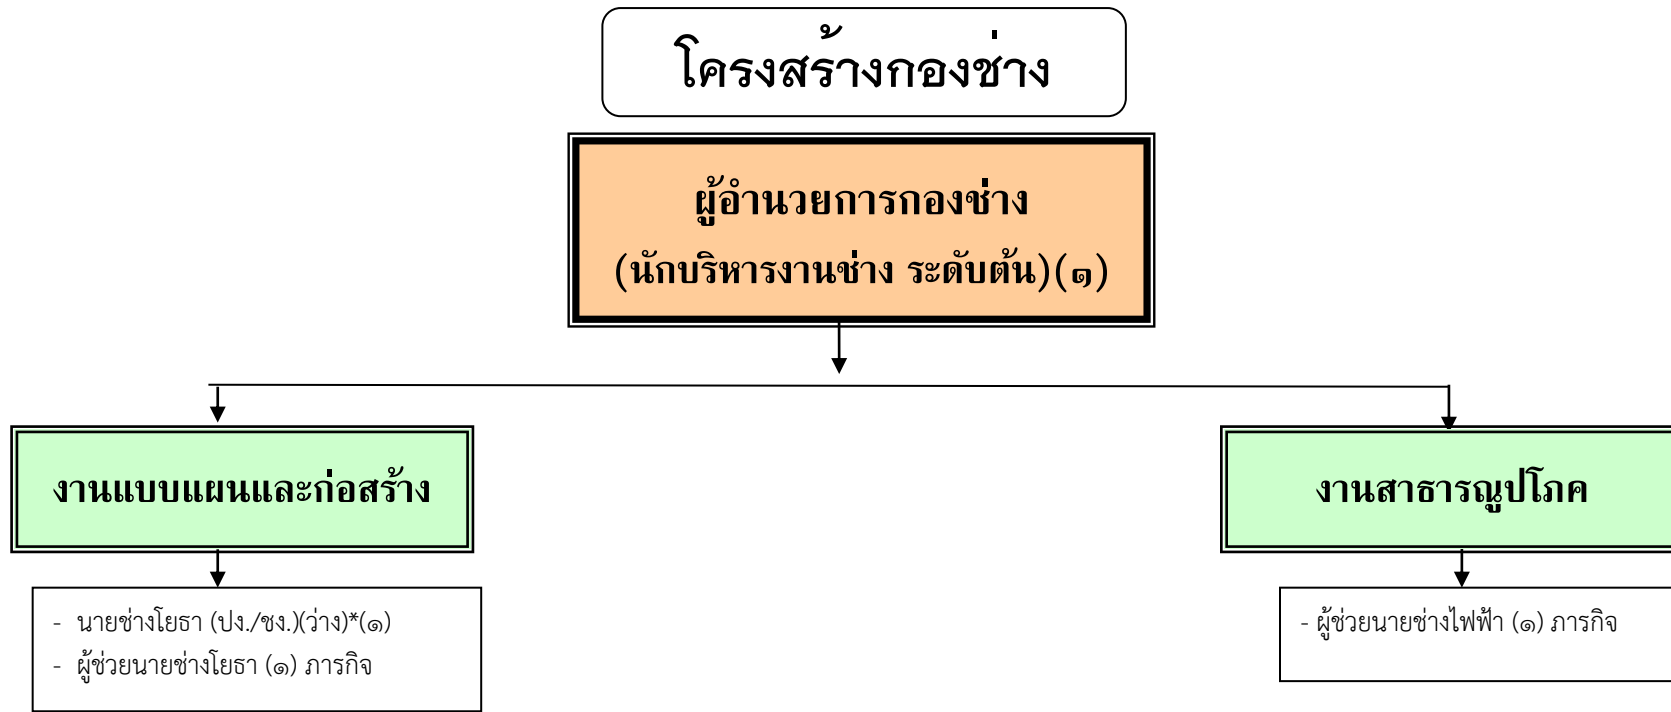 โครงสร้างกองช่าง
ผู้อำนวยการกองช่าง
(นักบริหารงานช่าง ระดับต้น)(๑)
งานแบบแผนและก่อสร้าง
- นายช่างโยธา (ปง./ชง.)(ว่าง)*(๑)
- ผู้ช่วยนายช่างโยธา (๑) ภารกิจ
งานสาธารณูปโภค
- ผู้ช่วยนายช่างไฟฟ้า (๑) ภารกิจ